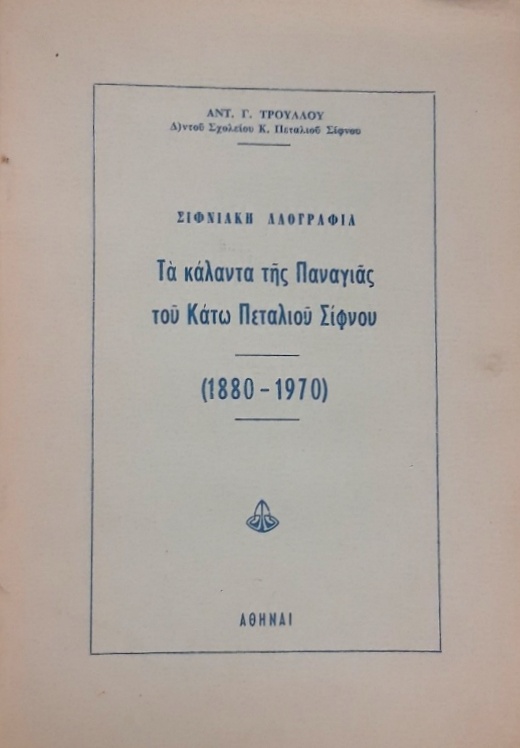 ΑΝΤ. Γ. ΤΡΟΥΛΛΟΥ
Δ)ντοῦ Σχολείου Κ. Πεταλιοῦ Σίφνου
ΣΙΦΝΙΑΚΗ ΛΑΟΓΡΑΦΙΑ
Τὰ κάλαντα τῆς Παναγιᾶς
τοῦ Κάτω Πεταλιοῦ Σίφνου
(1880 - 1970)
ΑΘΗΝΑΙ